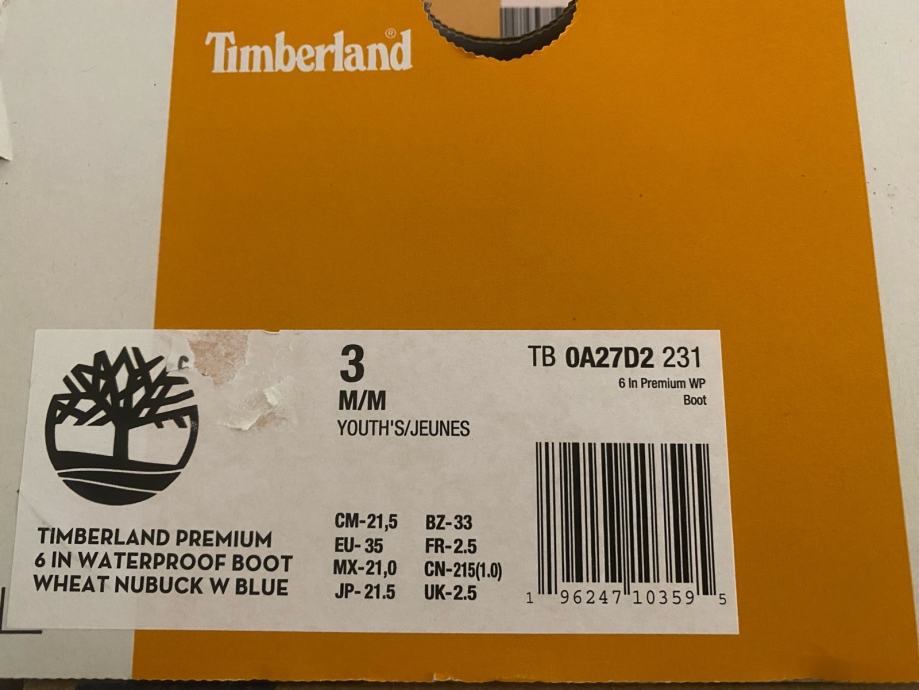 Timberland®
3
M/M
YOUTH'S/JEUNES
TB 0A27D2 231
6 In Premium WP
Boot
TIMBERLAND PREMIUM
6 IN WATERPROOF BOOT
WHEAT NUBUCK W BLUE
CM-21,5 BZ-33
EU-35 FR-2.5
MX-21,0 CN-215(1.0)
JP-21.5 UK-2.5
1 96247 10359 5